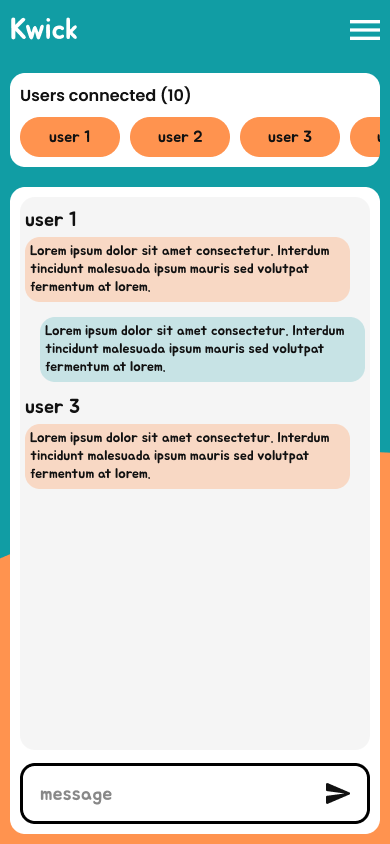 Kwick
Users connected (10)
user 1
user 2
user 3
user 1
Lorem ipsum dolor sit amet consectetur. Interdum
tincidunt malesuada ipsum mauris sed volutpat
fermentum at lorem.
Lorem ipsum dolor sit amet consectetur. Interdum
tincidunt malesuada ipsum mauris sed volutpat
fermentum at lorem.
user 3
Lorem ipsum dolor sit amet consectetur. Interdum
tincidunt malesuada ipsum mauris sed volutpat
fermentum at lorem.
message